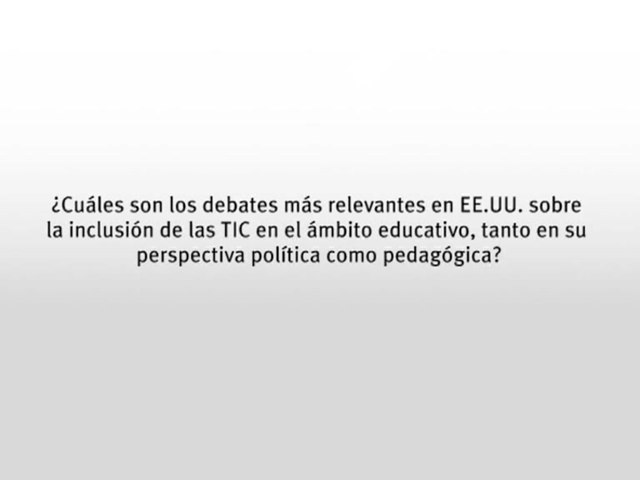 ¿Cuáles son los debates más relevantes en EE.UU. sobre
la inclusión de las TIC en el ámbito educativo, tanto en su
perspectiva política como pedagógica?